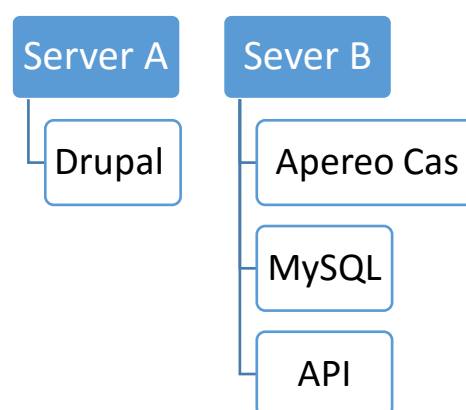 Server A
Drupal
Sever B
Apereo Cas
MySQL
API